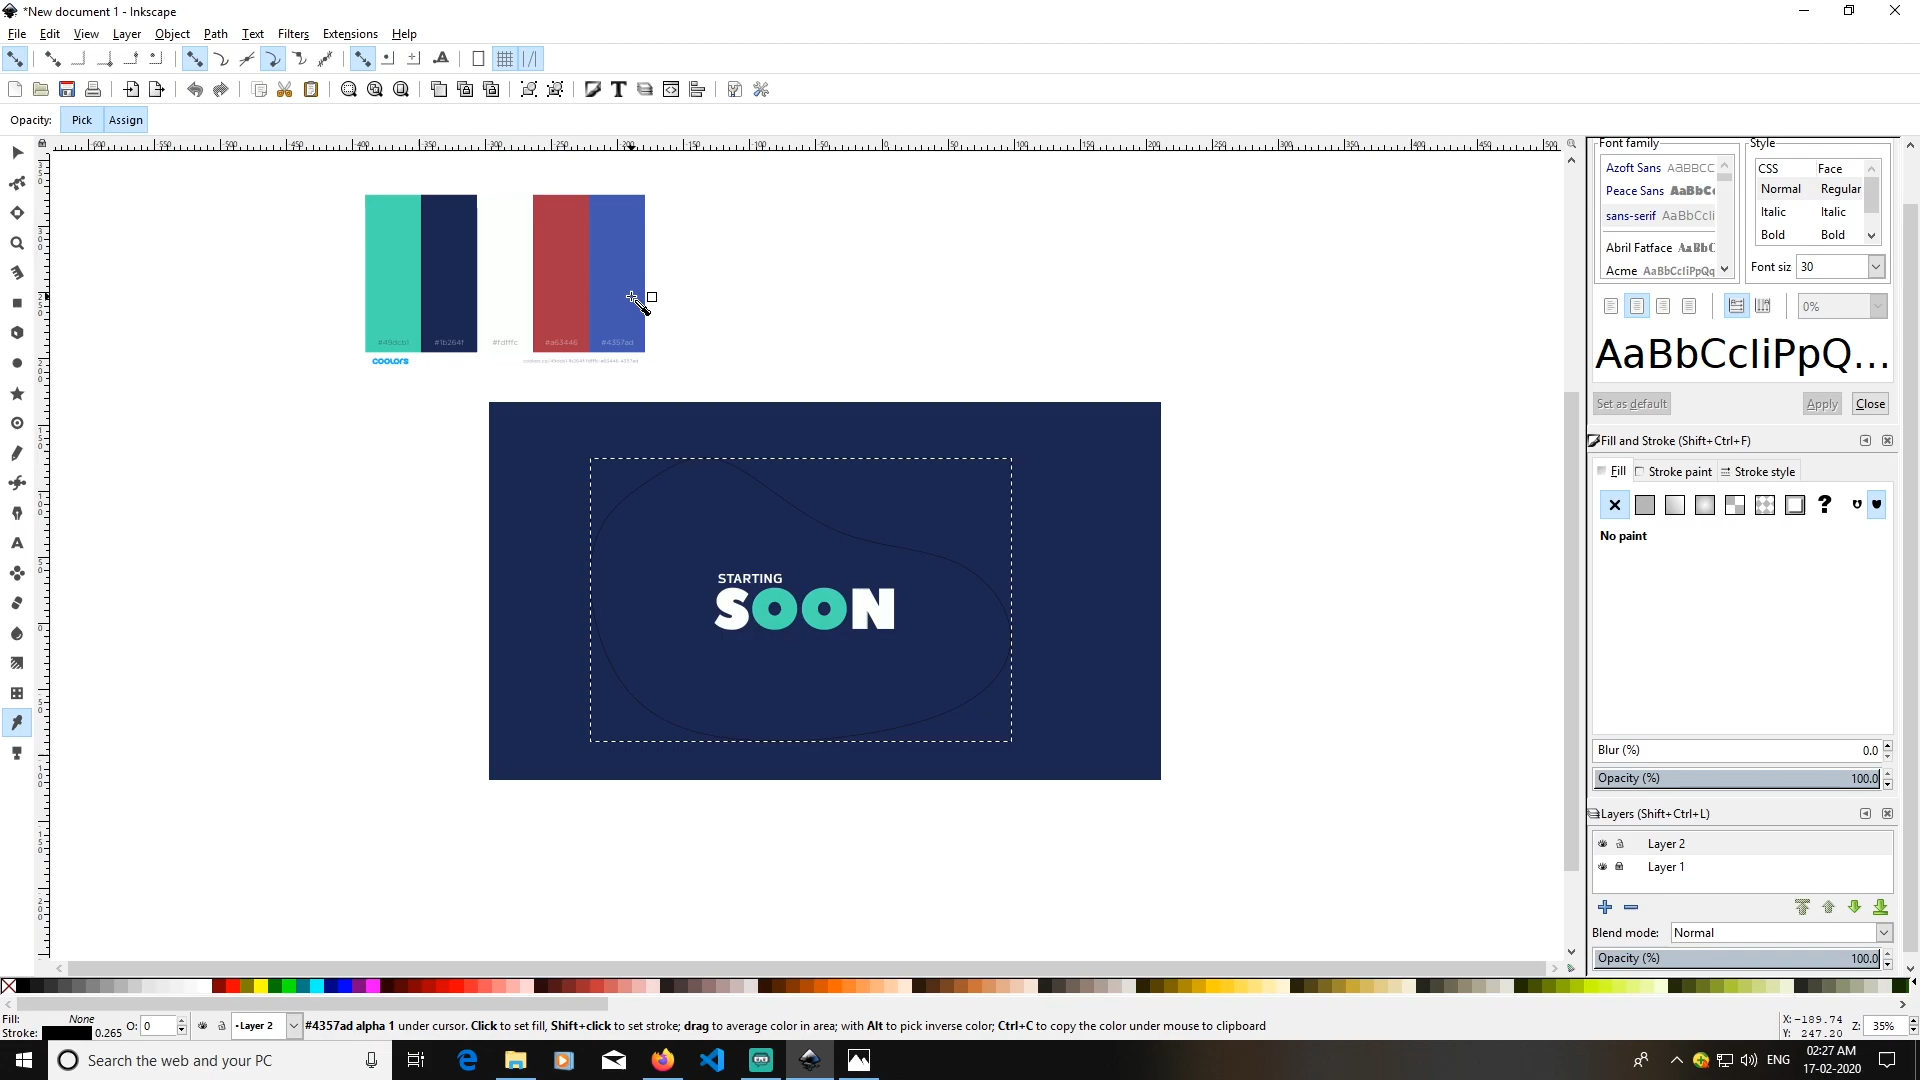 *New document 1 - Inkscape
File Edit View Layer Object Path Text Filters Extensions Help
Opacity: Pick Assign
Font family Style
Azoft Sans AaBBCC
Peace Sans AaBbC
sans-serif AaBbCcIi
Abril Fatface AaBbC
Acme AaBbCcIiPpQq
CSS Face
Normal Regular
Italic Italic
Bold Bold
Font siz 30
0%
AaBbCcIiPpQ...
Set as default Apply Close
#1b264f #fdfffc #a63446 #4357ad
coolors
Fill and Stroke (Shift+Ctrl+F)
Fill Stroke paint Stroke style
No paint
STARTING
SOON
Blur (%) 0.0
Opacity (%) 100.0
Layers (Shift+Ctrl+L)
Layer 2
Layer 1
Blend mode: Normal
Opacity (%) 100.0
Fill: None
Stroke: 0.265 O: 0 •Layer 2 #4357ad alpha 1 under cursor. Click to set fill, Shift+click to set stroke; drag to average color in area; with Alt to pick inverse color; Ctrl+C to copy the color under mouse to clipboard
X: -189.74
Y: 247.20
Z: 35%
Search the web and your PC
ENG
02:27 AM
17-02-2020